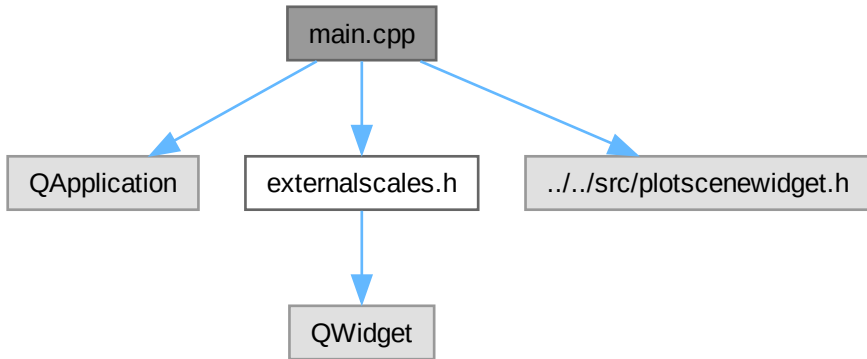 main.cpp
QApplication
externalscales.h
../../src/plotscenewidget.h
QWidget